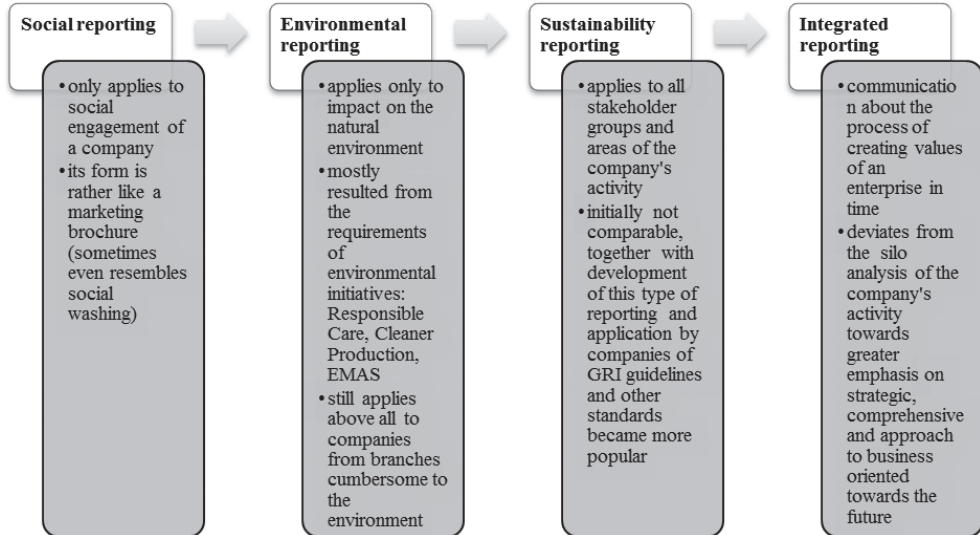 Social reporting
• only applies to
social
engagement of
a company
• its form is
rather like a
marketing
brochure
(sometimes
even resembles
social
washing)
Environmental
reporting
• applies only to
impact on the
natural
environment
• mostly
resulted from
the
requirements
of
environmental
initiatives:
Responsible
Care, Cleaner
Production,
EMAS
• still applies
above all to
companies
from branches
cumbersome to
the
environment
Sustainability
reporting
• applies to all
stakeholder
groups and
areas of the
company's
activity
• initially not
comparable,
together with
development
of this type of
reporting and
application by
companies of
GRI guidelines
and other
standards
became more
popular
Integrated
reporting
• communicatio
n about the
process of
creating values
of an
enterprise in
time
• deviates from
the silo
analysis of the
company's
activity
towards
greater
emphasis on
strategic,
comprehensive
and approach
to business
oriented
towards the
future